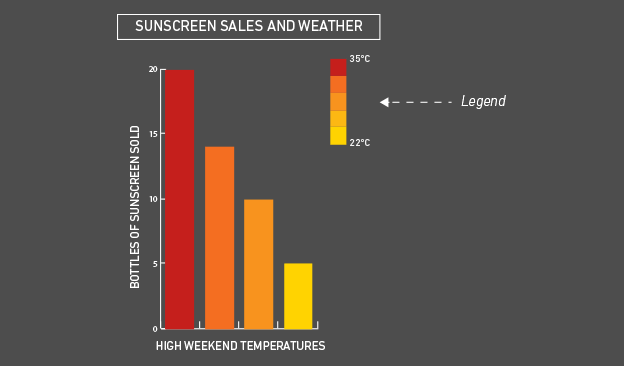 SUNSCREEN SALES AND WEATHER
35°C
20
Legend
15
22°C
10
5
0
BOTTLES OF SUNSCREEN SOLD
HIGH WEEKEND TEMPERATURES